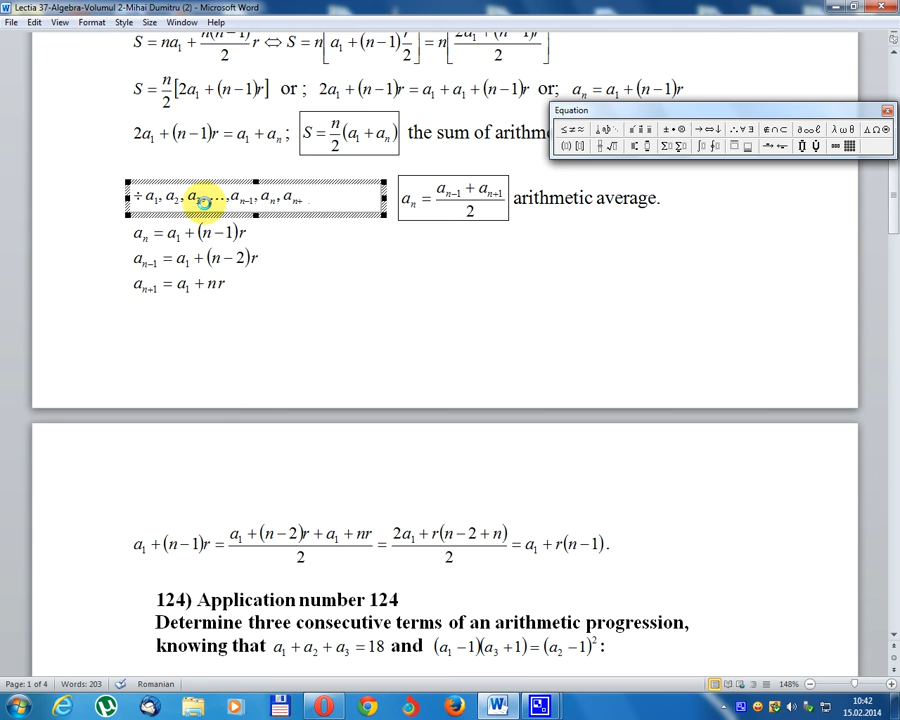 Lectia 37-Algebra-Volumul 2-Mihai Dumitru (2) - Microsoft Word
File Edit View Format Style Size Window Help
S = na₁ + n(n−1)/2 r ⇔ S = n[a₁ + (n−1) r/2] = n[(2a₁ + (n−1)r)/2]
S = n/2 [2a₁ + (n−1)r] or ; 2a₁ + (n−1)r = a₁ + a₁ + (n−1)r or; aₙ = a₁ + (n−1)r
Equation
2a₁ + (n−1)r = a₁ + aₙ ; S = n/2 (a₁ + aₙ) the sum of arithm
÷ a₁, a₂, a₃, …, aₙ₋₁, aₙ, aₙ₊ aₙ = (aₙ₋₁ + aₙ₊₁)/2 arithmetic average.
aₙ = a₁ + (n−1)r
aₙ₋₁ = a₁ + (n−2)r
aₙ₊₁ = a₁ + nr
a₁ + (n−1)r = (a₁ + (n−2)r + a₁ + nr)/2 = (2a₁ + r(n−2+n))/2 = a₁ + r(n−1).
124) Application number 124
Determine three consecutive terms of an arithmetic progression,
knowing that a₁ + a₂ + a₃ = 18 and (a₁ −1)(a₃ +1) = (a₂ −1)² :
Page: 1 of 4 Words: 203 Romanian 148%
10:42
15.02.2014